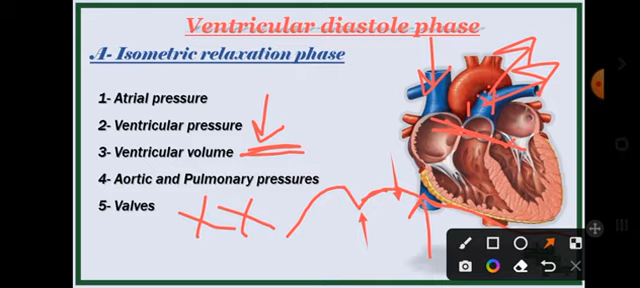 Ventricular diastole phase
A- Isometric relaxation phase
1- Atrial pressure
2- Ventricular pressure
3- Ventricular volume
4- Aortic and Pulmonary pressures
5- Valves